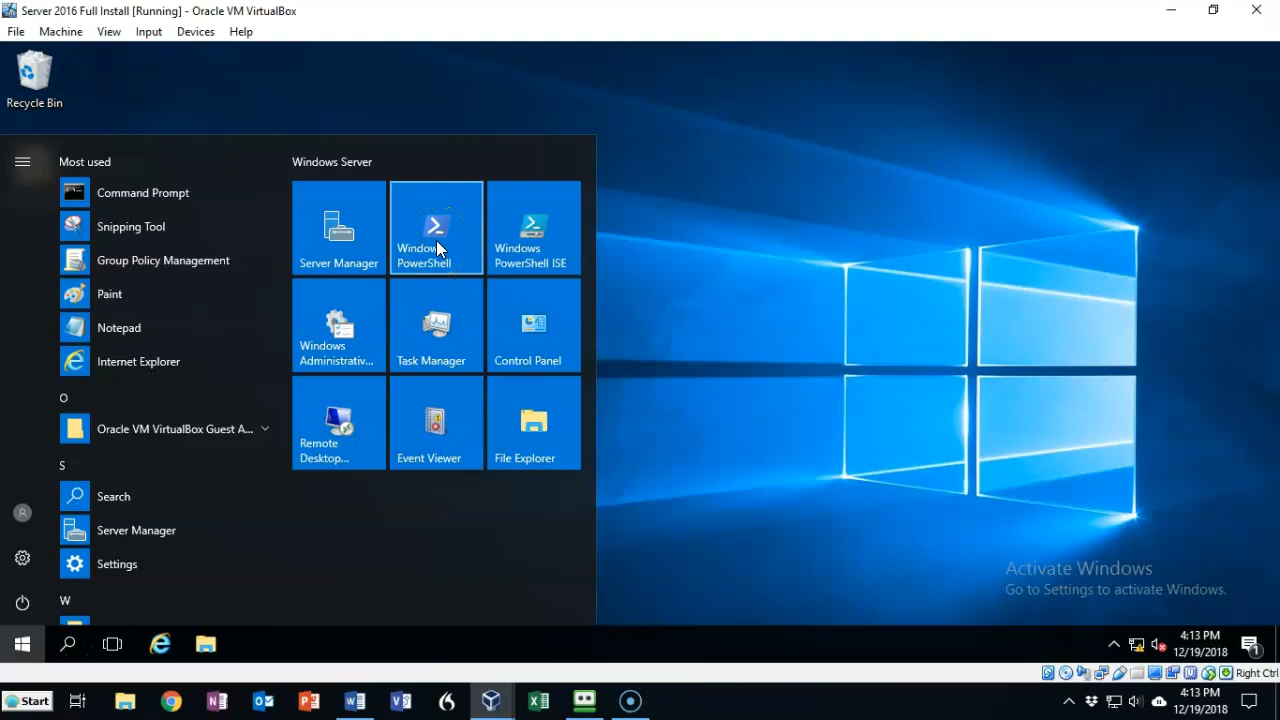 Server 2016 Full Install [Running] - Oracle VM VirtualBox
File Machine View Input Devices Help
Recycle Bin
Most used
Command Prompt
Snipping Tool
Group Policy Management
Paint
Notepad
Internet Explorer
O
Oracle VM VirtualBox Guest A...
S
Search
Server Manager
Settings
W
Windows Server
Server Manager
Windows
PowerShell
Windows
PowerShell ISE
Windows
Administrativ...
Task Manager
Control Panel
Remote
Desktop...
Event Viewer
File Explorer
Activate Windows
Go to Settings to activate Windows.
4:13 PM
12/19/2018
1
Right Ctrl
Start
4:13 PM
12/19/2018